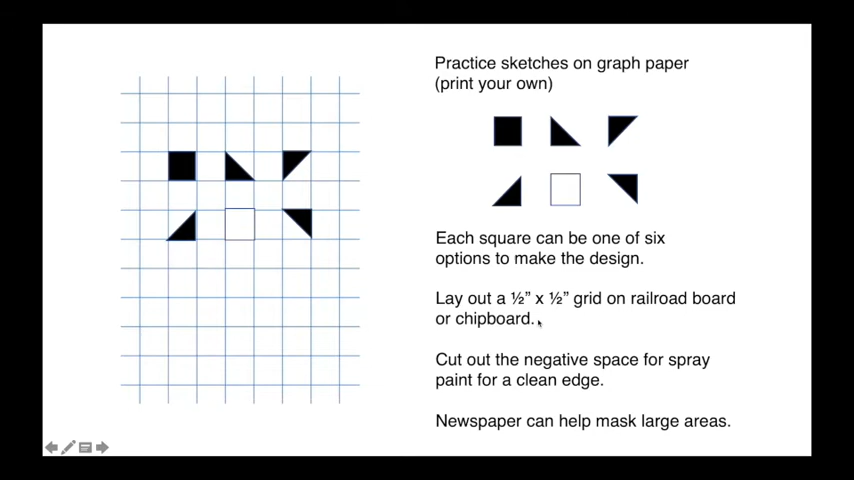 Practice sketches on graph paper
(print your own)
Each square can be one of six
options to make the design.
Lay out a ½” x ½” grid on railroad board
or chipboard.
Cut out the negative space for spray
paint for a clean edge.
Newspaper can help mask large areas.